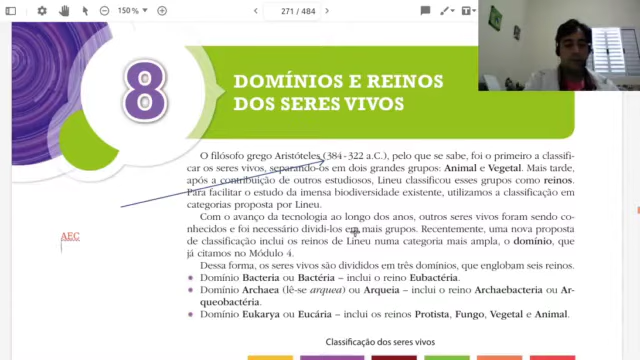 150 %
271 / 484
8
DOMÍNIOS E REINOS
DOS SERES VIVOS
O filósofo grego Aristóteles (384-322 a.C.), pelo que se sabe, foi o primeiro a classifi-
car os seres vivos, separando-os em dois grandes grupos: Animal e Vegetal. Mais tarde,
após a contribuição de outros estudiosos, Lineu classificou esses grupos como reinos.
Para facilitar o estudo da imensa biodiversidade existente, utilizamos a classificação em
categorias proposta por Lineu.
Com o avanço da tecnologia ao longo dos anos, outros seres vivos foram sendo co-
nhecidos e foi necessário dividi-los em mais grupos. Recentemente, uma nova proposta
de classificação inclui os reinos de Lineu numa categoria mais ampla, o domínio, que
já citamos no Módulo 4.
AEC
Dessa forma, os seres vivos são divididos em três domínios, que englobam seis reinos.
Domínio Bacteria ou Bactéria – inclui o reino Eubactéria.
Domínio Archaea (lê-se arquea) ou Arqueia – inclui o reino Archaebacteria ou Ar-
queobactéria.
Domínio Eukarya ou Eucária – inclui os reinos Protista, Fungo, Vegetal e Animal.
Classificação dos seres vivos